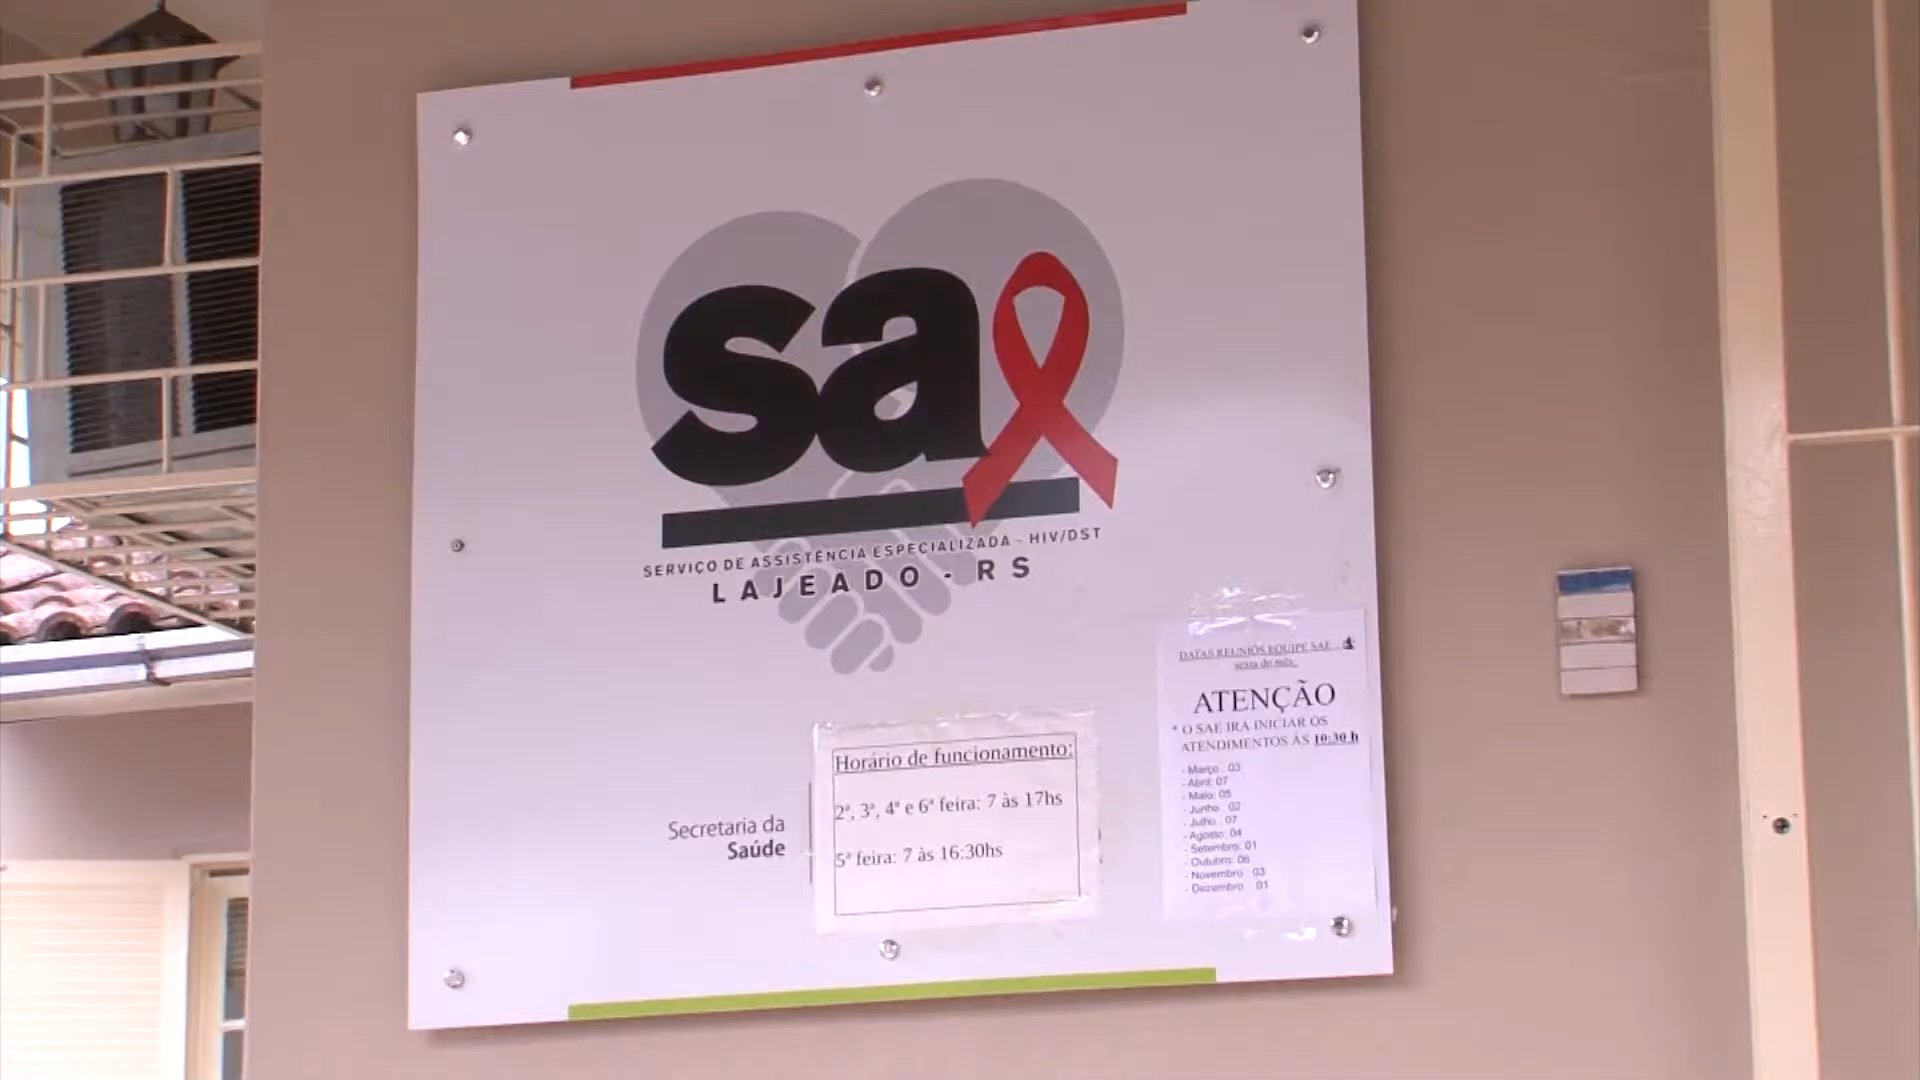 sae
SERVIÇO DE ASSISTÊNCIA ESPECIALIZADA - HIV/DST
LAJEADO - RS
Secretaria da
Saúde
Horário de funcionamento:
2ª, 3ª, 4ª e 6ª feira: 7 às 17hs
5ª feira: 7 às 16:30hs
DATAS REUNIÕS EQUIPE SAE
sexta do mês
ATENÇÃO
* O SAE IRA INICIAR OS
ATENDIMENTOS ÀS 10:30 h
- Março . 03
- Abril: 07
- Maio: 05
- Junho . 02
- Julho . 07
- Agosto: 04
- Setembro: 01
- Outubro: 06
- Novembro . 03
- Dezembro . 01